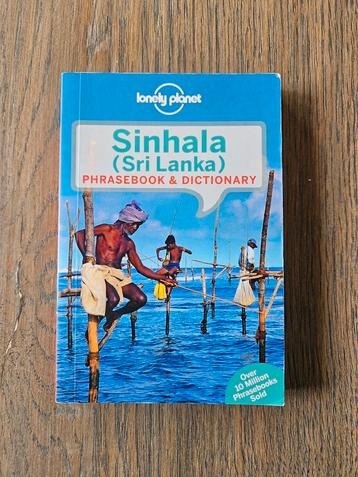 lonely planet
Sinhala
(Sri Lanka)
PHRASEBOOK & DICTIONARY
Over
10 Million
Phrasebooks
Sold